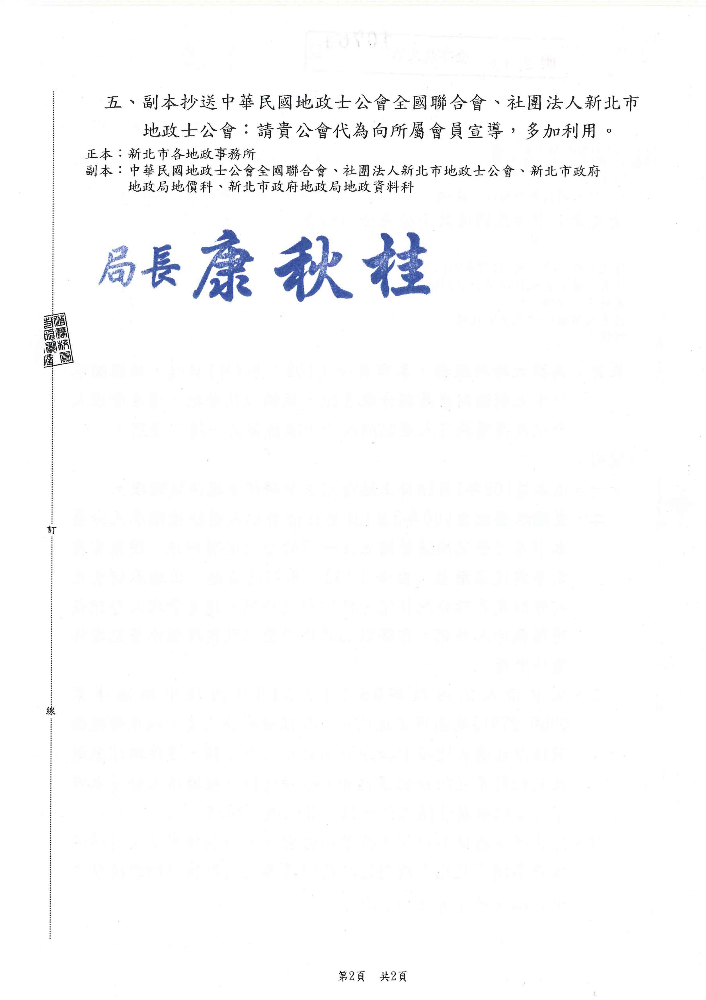 五、副本抄送中華民國地政士公會全國聯合會、社團法人新北市
地政士公會：請貴公會代為向所屬會員宣導，多加利用。
正本：新北市各地政事務所
副本：中華民國地政士公會全國聯合會、社團法人新北市地政士公會、新北市政府
地政局地價科、新北市政府地政局地政資料科
局長 康秋桂
訂
線
第2頁 共2頁